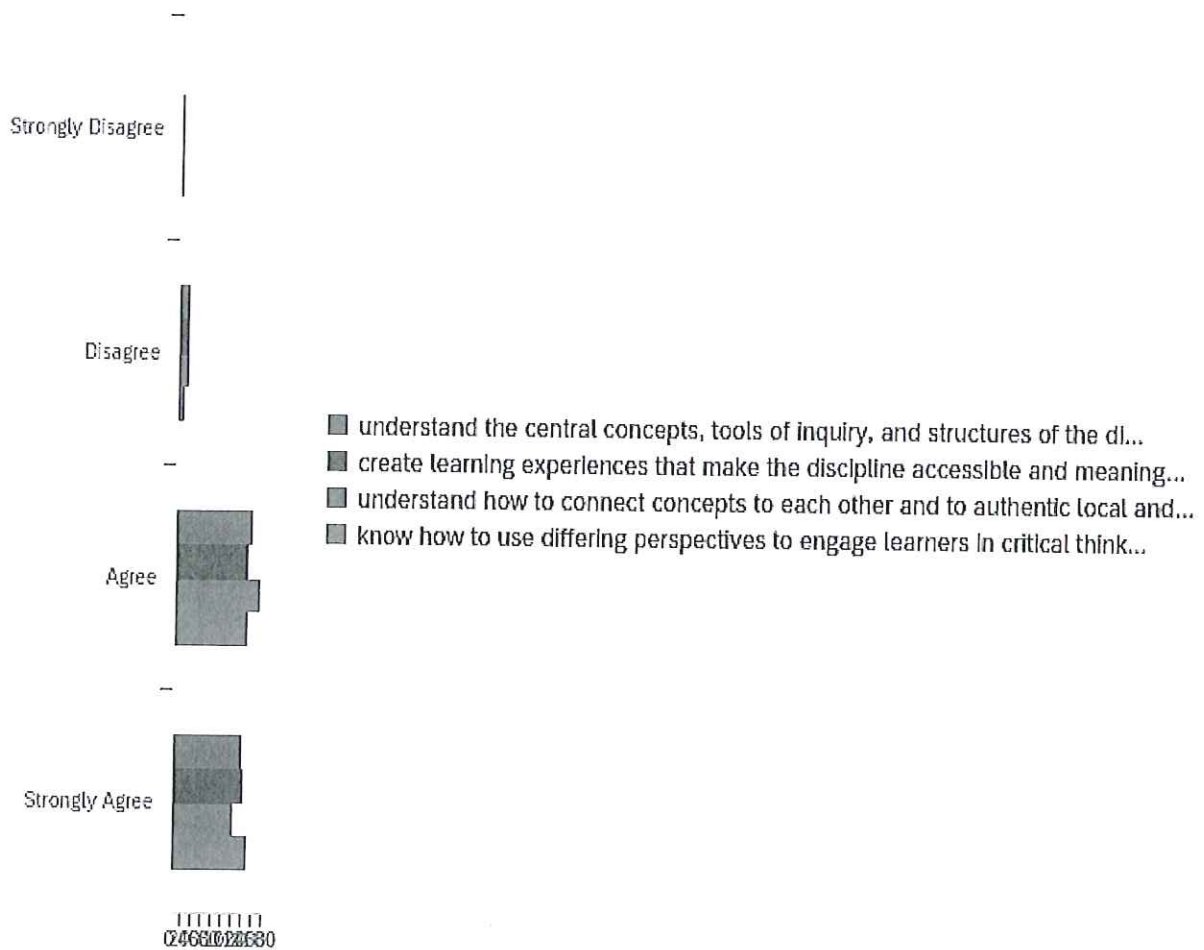 Strongly Disagree
Disagree
understand the central concepts, tools of inquiry, and structures of the di...
create learning experiences that make the discipline accessible and meaning...
understand how to connect concepts to each other and to authentic local and...
know how to use differing perspectives to engage learners in critical think...
Agree
Strongly Agree